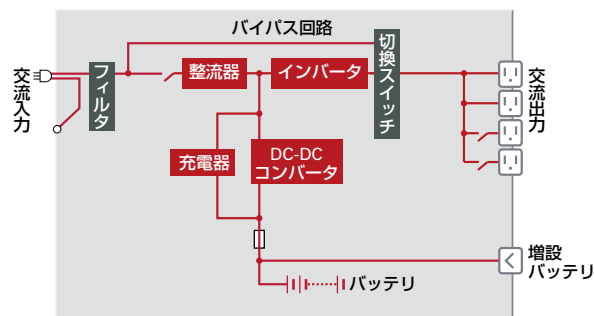 バイパス回路
交流入力
フィルタ
整流器
インバータ
切換スイッチ
交流出力
充電器
DC-DC
コンバータ
増設
バッテリ
バッテリ